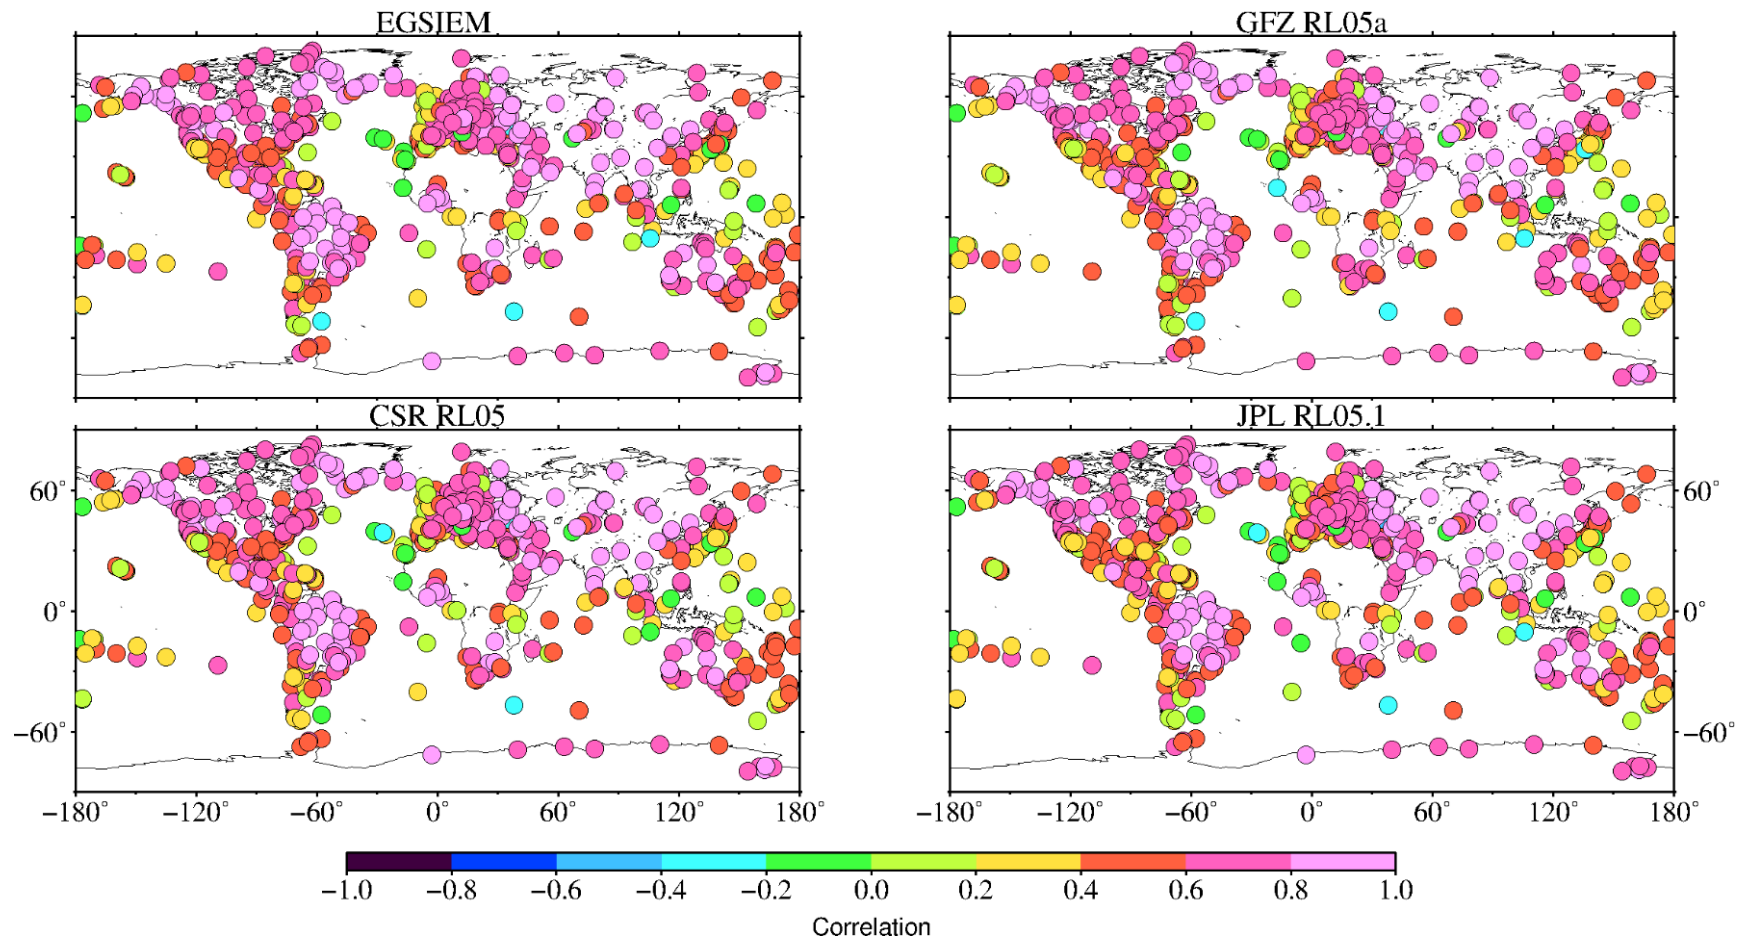 EGSIEM
GFZ RL05a
CSR RL05
JPL RL05.1
60° 60°
0° 0°
−60° −60°
−180° −120° −60° 0° 60° 120° 180° −180° −120° −60° 0° 60° 120° 180°
−1.0 −0.8 −0.6 −0.4 −0.2 0.0 0.2 0.4 0.6 0.8 1.0
Correlation